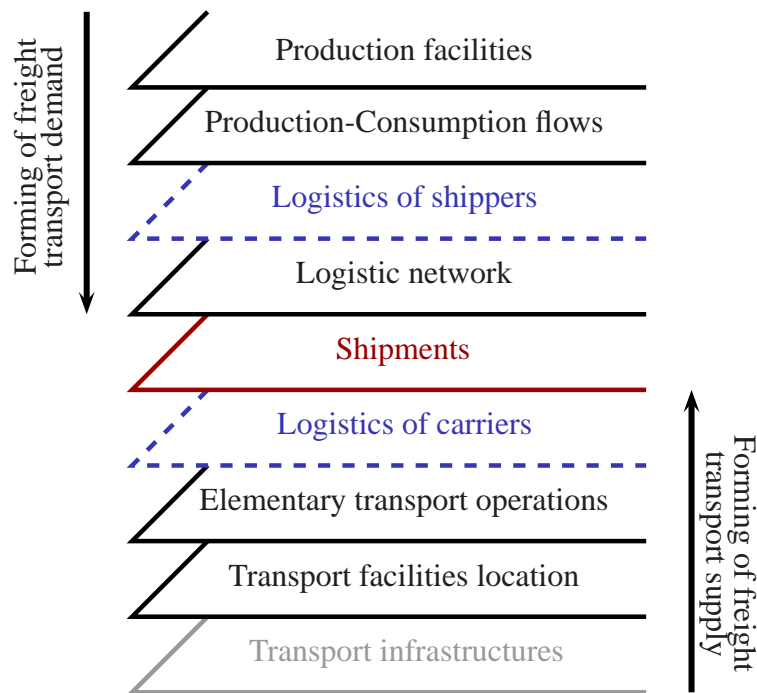 Forming of freight
transport demand
Production facilities
Production-Consumption flows
Logistics of shippers
Logistic network
Shipments
Logistics of carriers
Elementary transport operations
Transport facilities location
Transport infrastructures
Forming of freight
transport supply